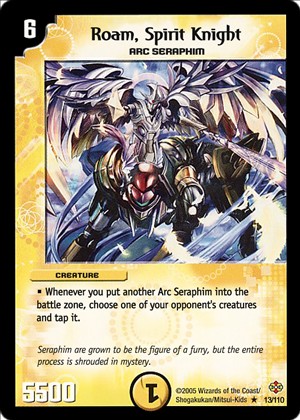 6
Roam, Spirit Knight
ARC SERAPHIM
CREATURE
■ Whenever you put another Arc Seraphim into the
battle zone, choose one of your opponent's creatures
and tap it.
Seraphim are grown to be the figure of a furry, but the entire
process is shrouded in mystery.
5500
1
©2005 Wizards of the Coast/
Shogakukan/Mitsui-Kids ★ 13/110